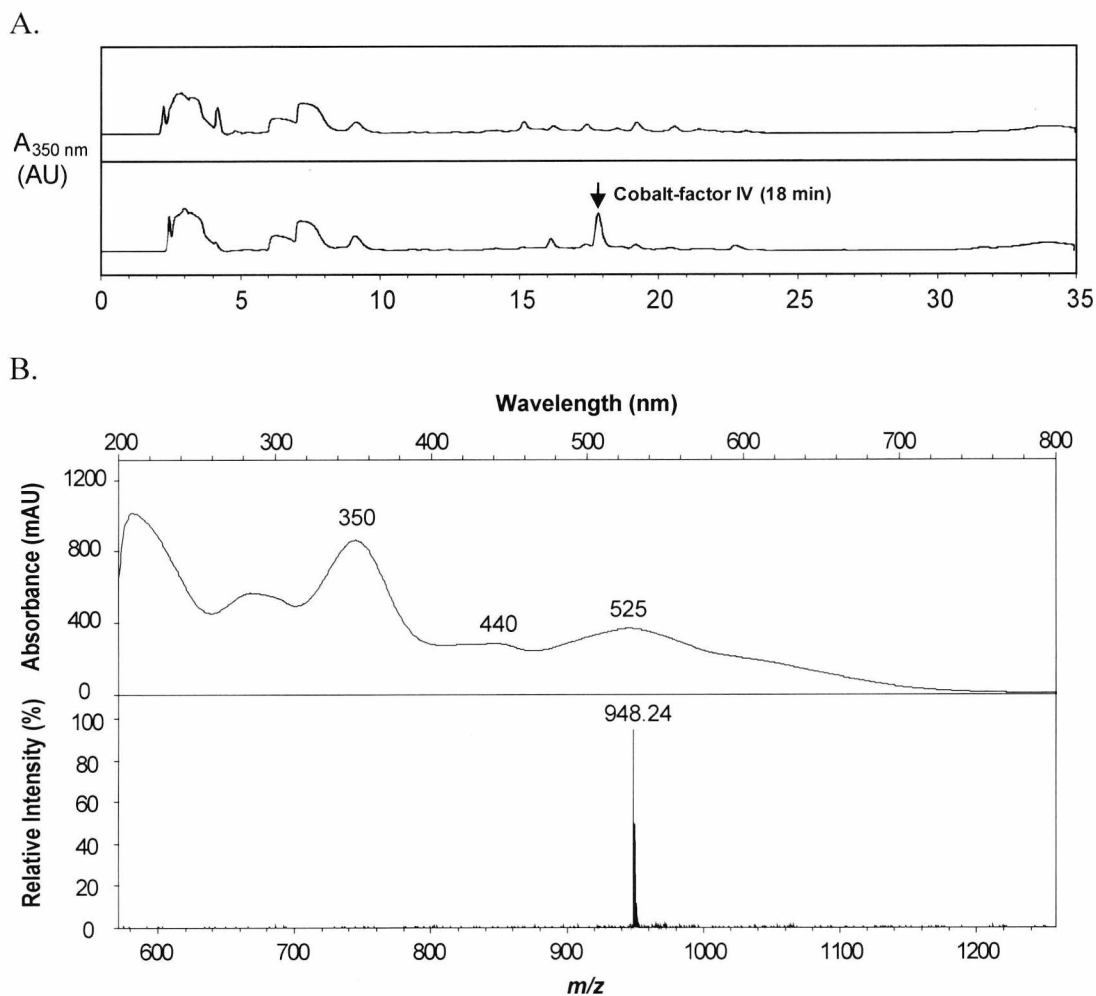 A.
A350 nm
(AU)
Cobalt-factor IV (18 min)
0 5 10 15 20 25 30 35
B.
Wavelength (nm)
200 300 400 500 600 700 800
Absorbance (mAU)
1200
800
400
0
350
440
525
Relative Intensity (%)
100
80
60
40
20
0
948.24
600 700 800 900 1000 1100 1200
m/z